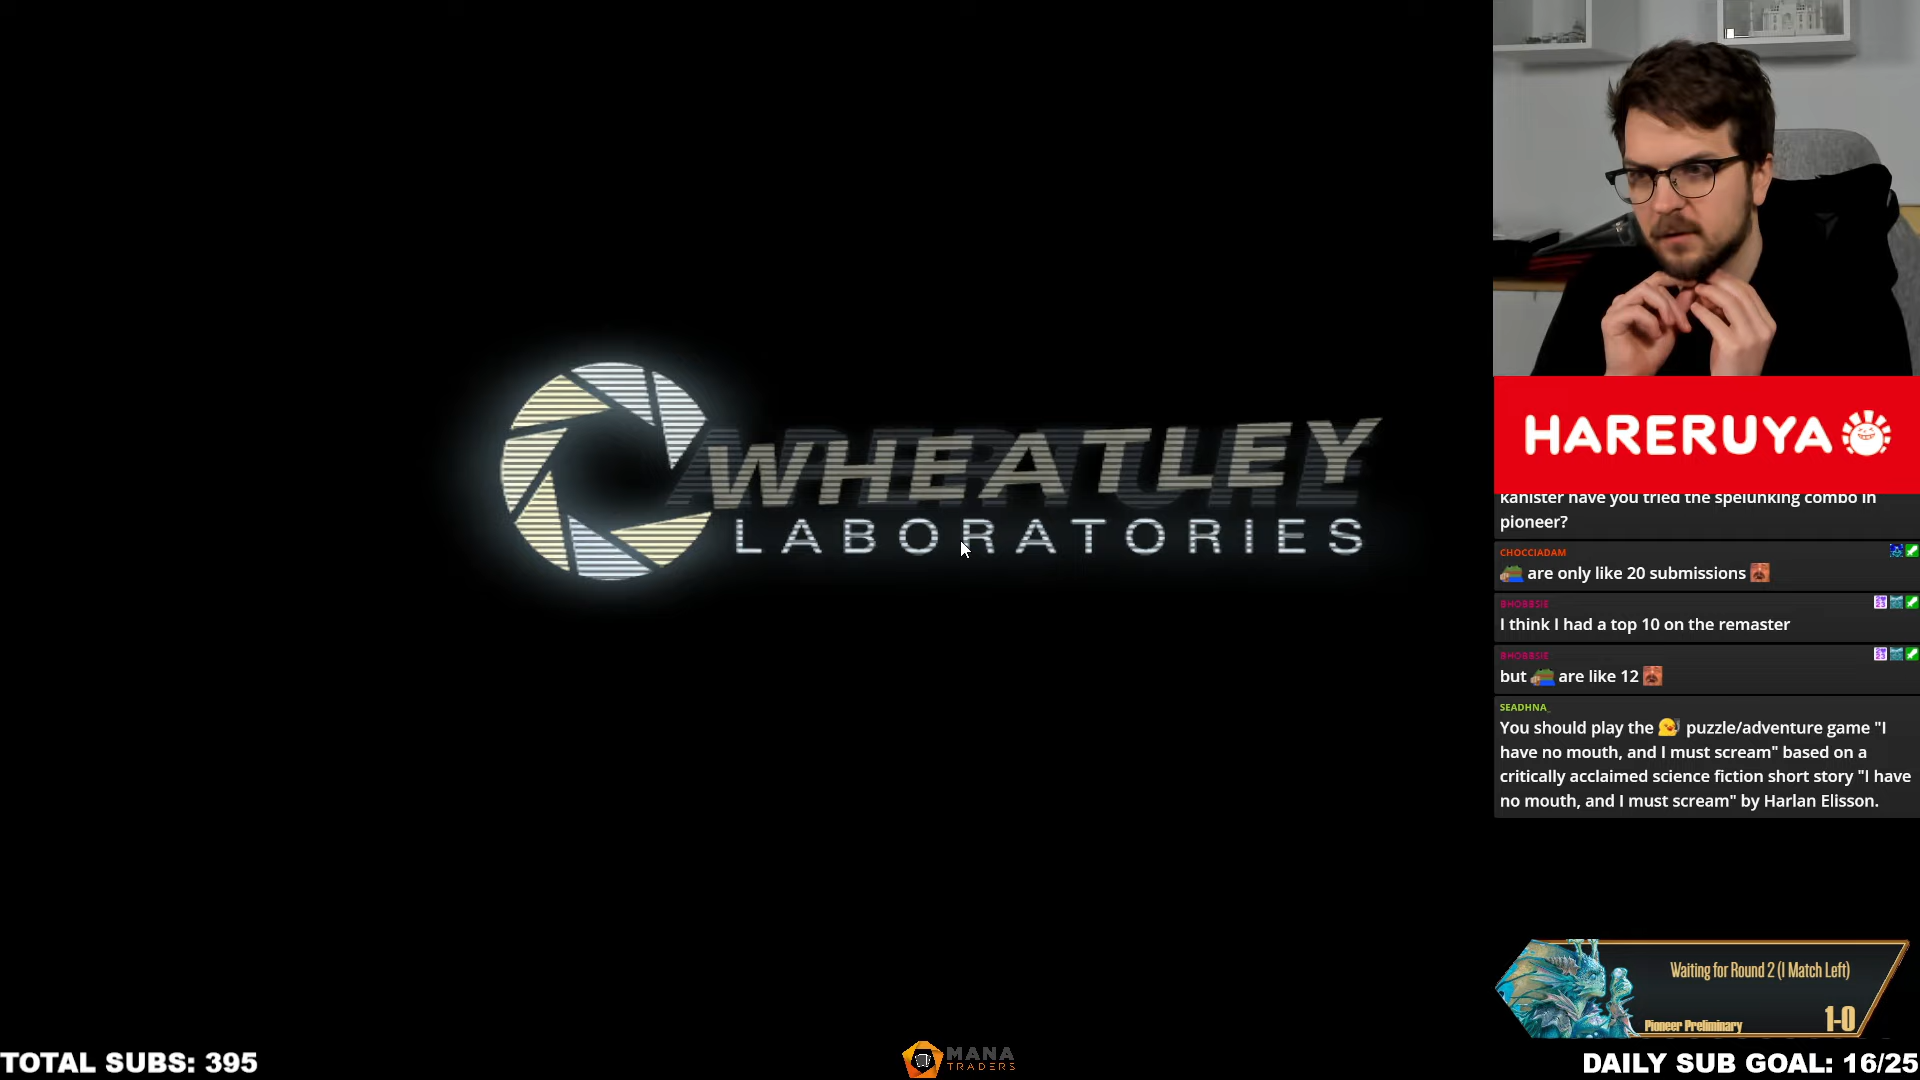 WHEATLEY
LABORATORIES
HARERUYA
kanister have you tried the spelunking combo in
pioneer?
CHOCCIADAM
are only like 20 submissions
BHOBBSIE
I think I had a top 10 on the remaster
BHOBBSIE
but are like 12
SEADHNA_
You should play the puzzle/adventure game "I
have no mouth, and I must scream" based on a
critically acclaimed science fiction short story "I have
no mouth, and I must scream" by Harlan Elisson.
Waiting for Round 2 (1 Match Left)
Pioneer Preliminary
1-0
TOTAL SUBS: 395
MANA
TRADERS
DAILY SUB GOAL: 16/25